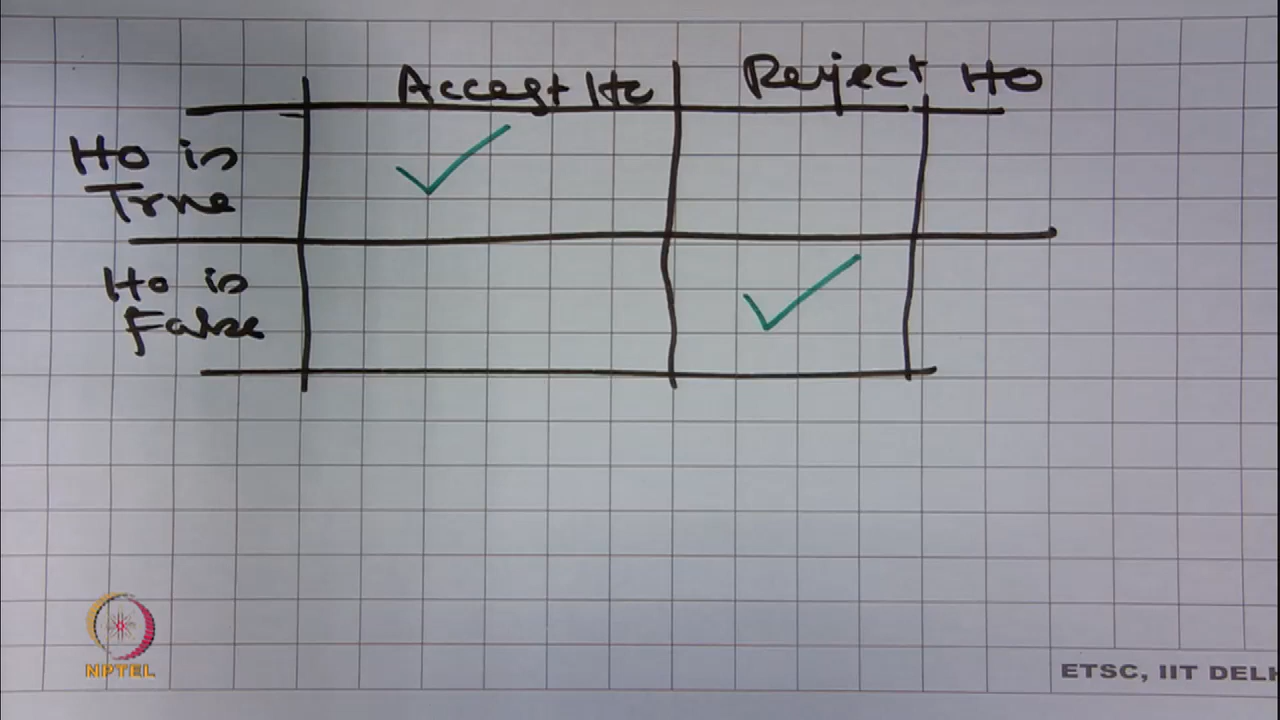 Accept Ho
Reject Ho
Ho is
True
Ho is
False
NPTEL
ETSC, IIT DELH